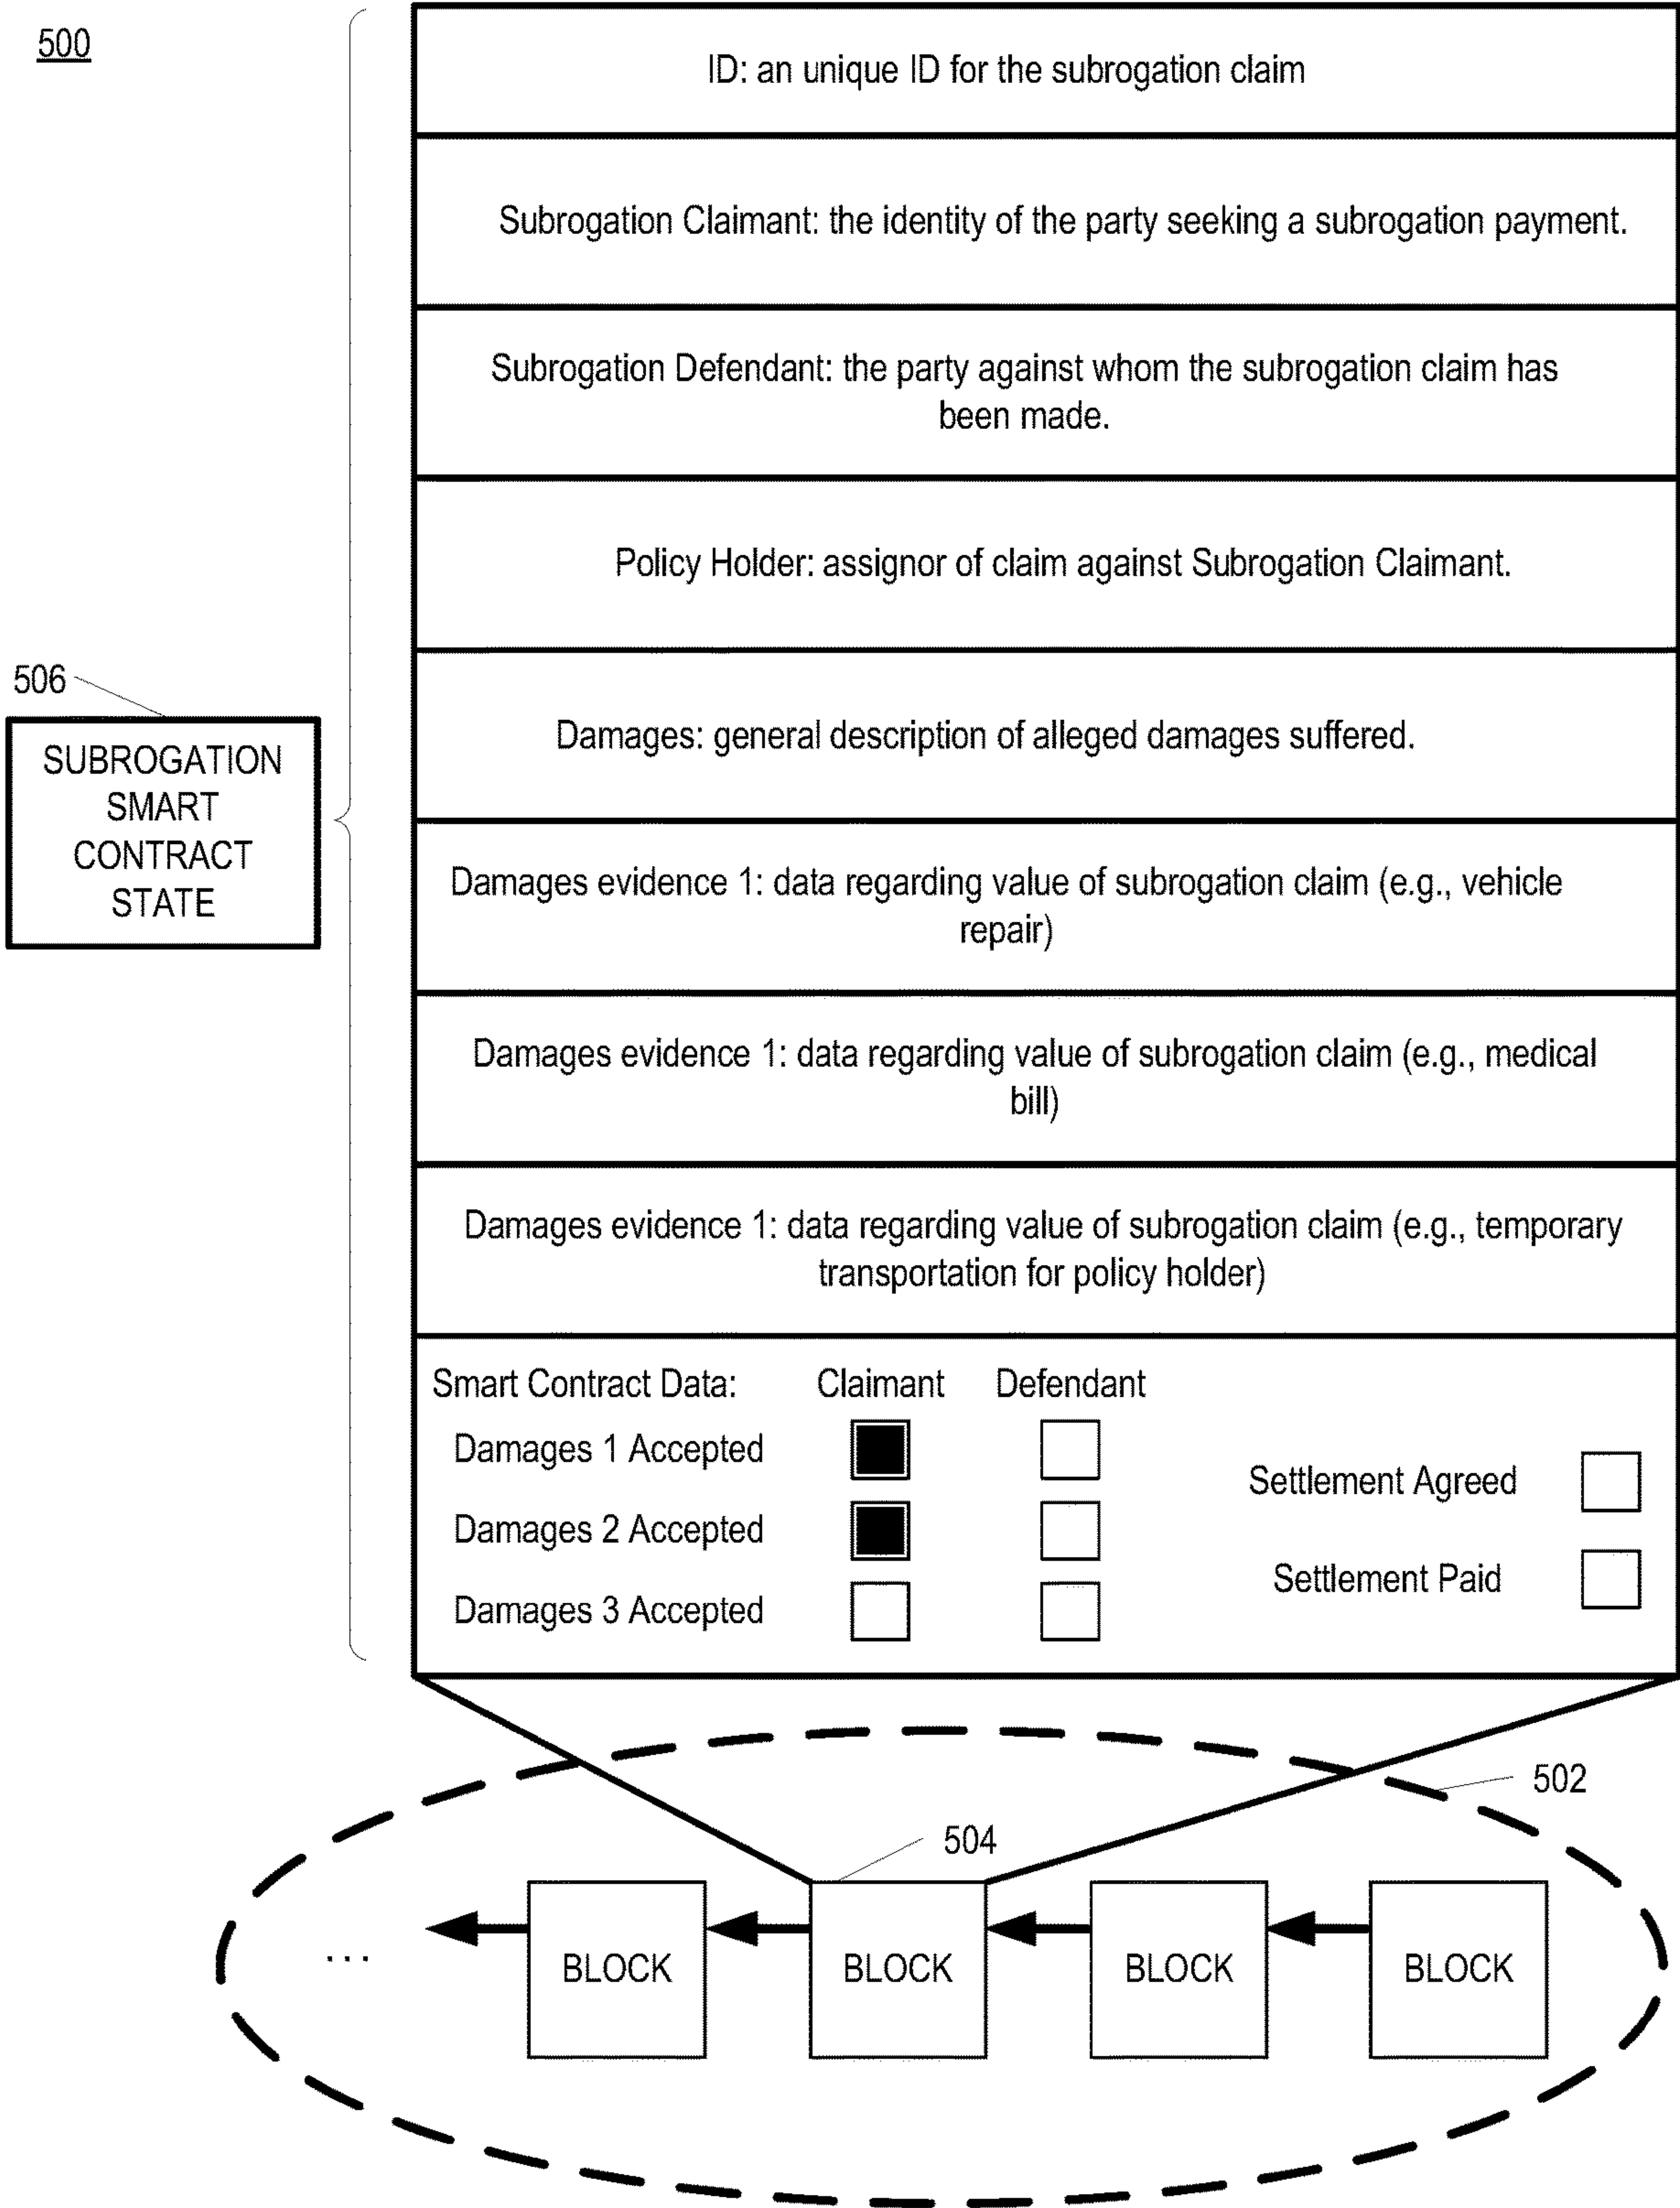 500
ID: an unique ID for the subrogation claim
Subrogation Claimant: the identity of the party seeking a subrogation payment.
Subrogation Defendant: the party against whom the subrogation claim has
been made.
Policy Holder: assignor of claim against Subrogation Claimant.
506
SUBROGATION
SMART
CONTRACT
STATE
Damages: general description of alleged damages suffered.
Damages evidence 1: data regarding value of subrogation claim (e.g., vehicle
repair)
Damages evidence 1: data regarding value of subrogation claim (e.g., medical
bill)
Damages evidence 1: data regarding value of subrogation claim (e.g., temporary
transportation for policy holder)
Smart Contract Data: Claimant Defendant
Damages 1 Accepted
Damages 2 Accepted
Damages 3 Accepted
Settlement Agreed
Settlement Paid
502
504
...
BLOCK
BLOCK
BLOCK
BLOCK